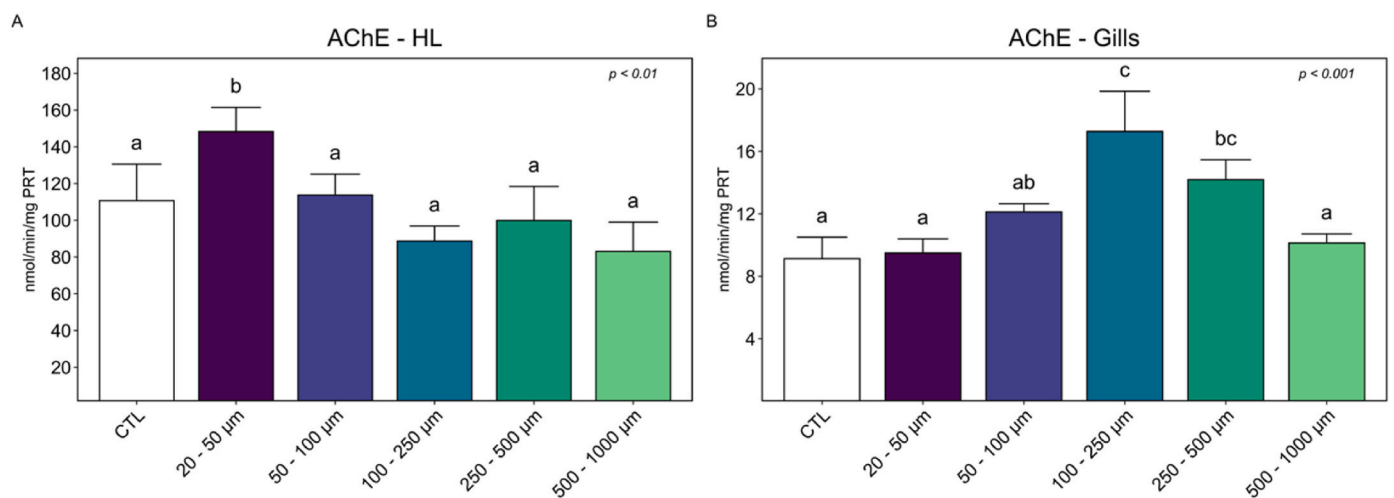 A
AChE - HL
p < 0.01
nmol/min/mg PRT
180
160
140
120
100
80
60
40
20
a
b
a
a
a
a
CTL
20 - 50 µm
50 - 100 µm
100 - 250 µm
250 - 500 µm
500 - 1000 µm
B
AChE - Gills
p < 0.001
nmol/min/mg PRT
20
16
12
8
4
a
a
ab
c
bc
a
CTL
20 - 50 µm
50 - 100 µm
100 - 250 µm
250 - 500 µm
500 - 1000 µm